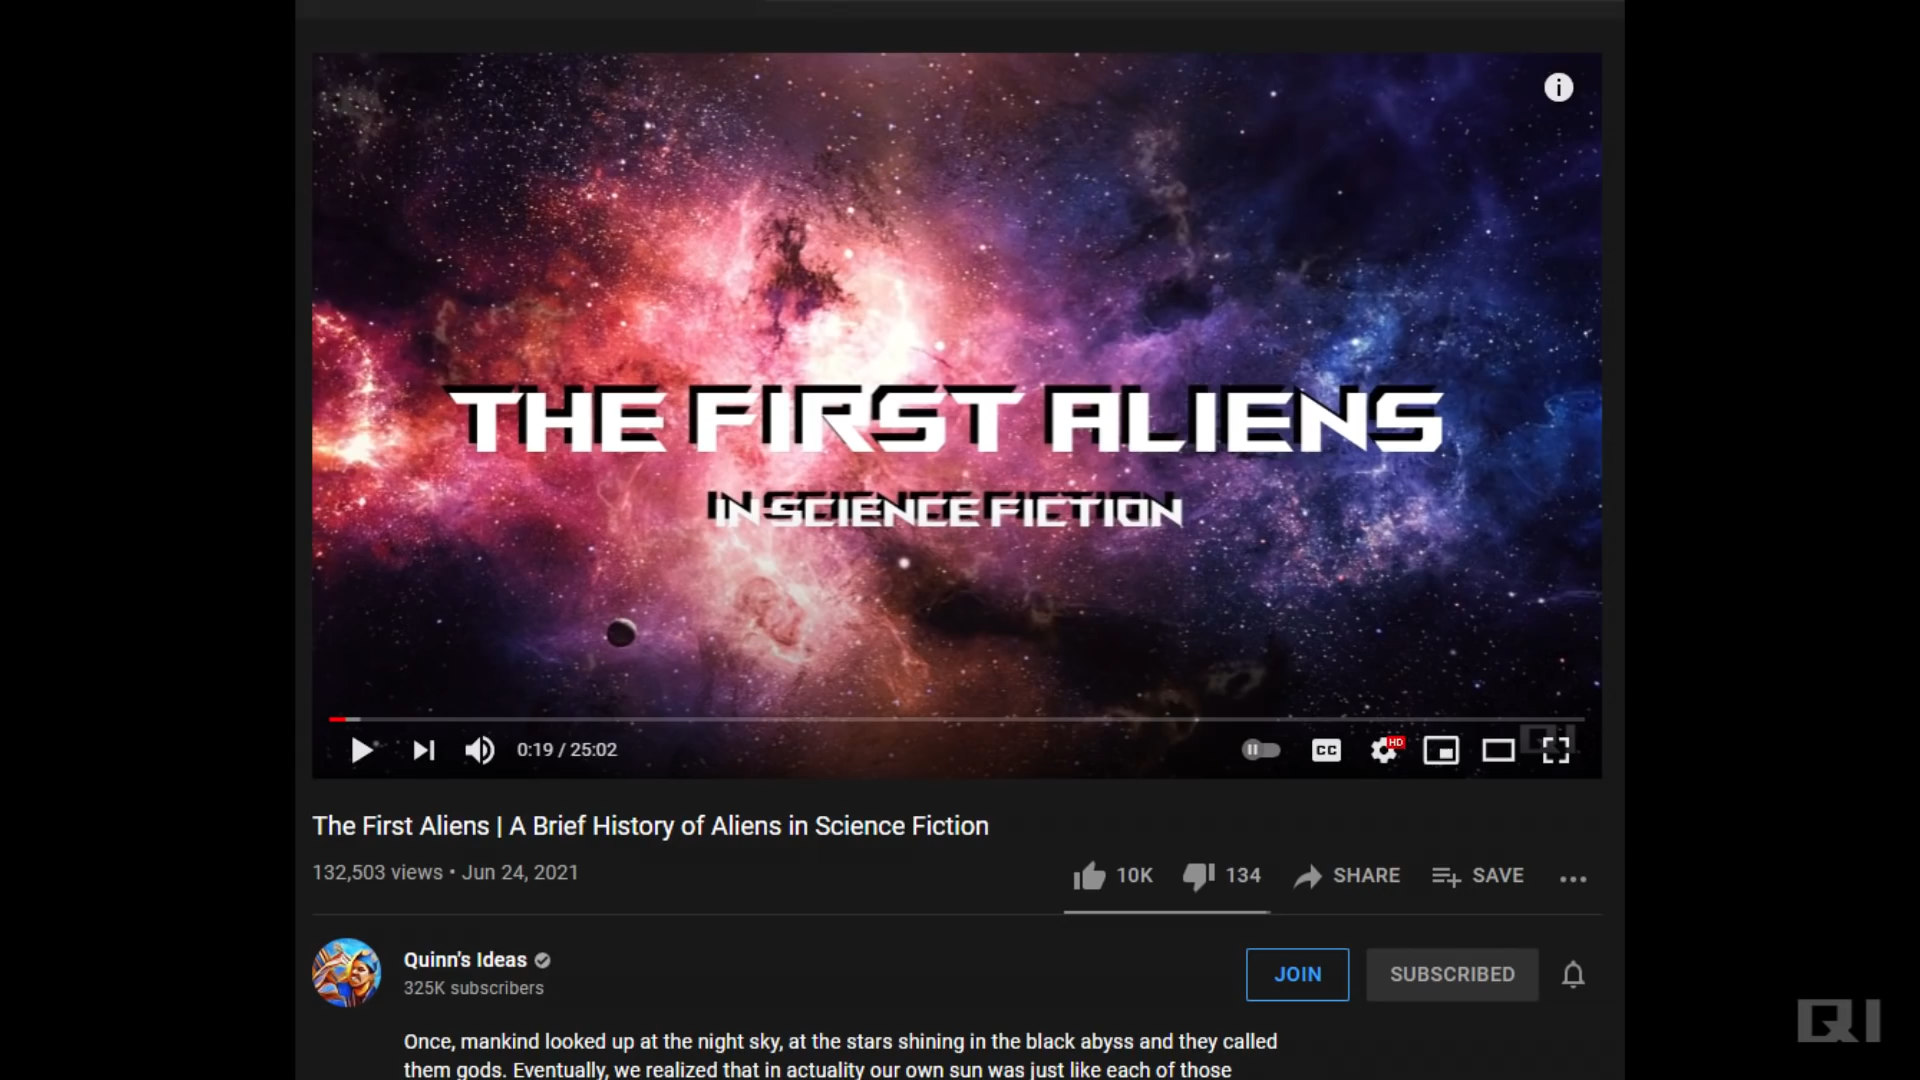 THE FIRST ALIENS
IN SCIENCE FICTION
HD
QI
0:19 / 25:02
CC
The First Aliens | A Brief History of Aliens in Science Fiction
132,503 views • Jun 24, 2021
10K
134
SHARE
SAVE
Quinn's Ideas
325K subscribers
JOIN
SUBSCRIBED
Once, mankind looked up at the night sky, at the stars shining in the black abyss and they called
them gods. Eventually, we realized that in actuality our own sun was just like each of those
QI